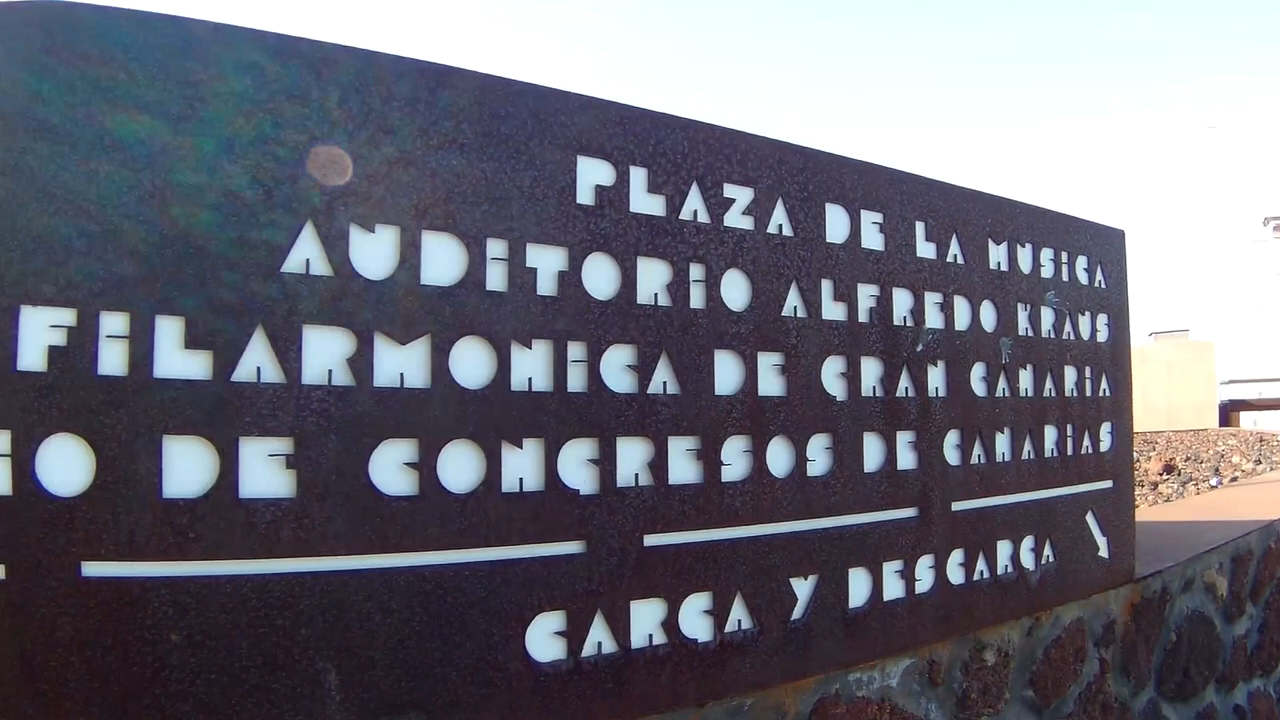 PLAZA DE LA MUSICA
AUDITORIO ALFREDO KRAUS
FILARMONICA DE GRAN CANARIA
DE CONGRESOS DE CANARIAS
CARGA Y DESCARGA